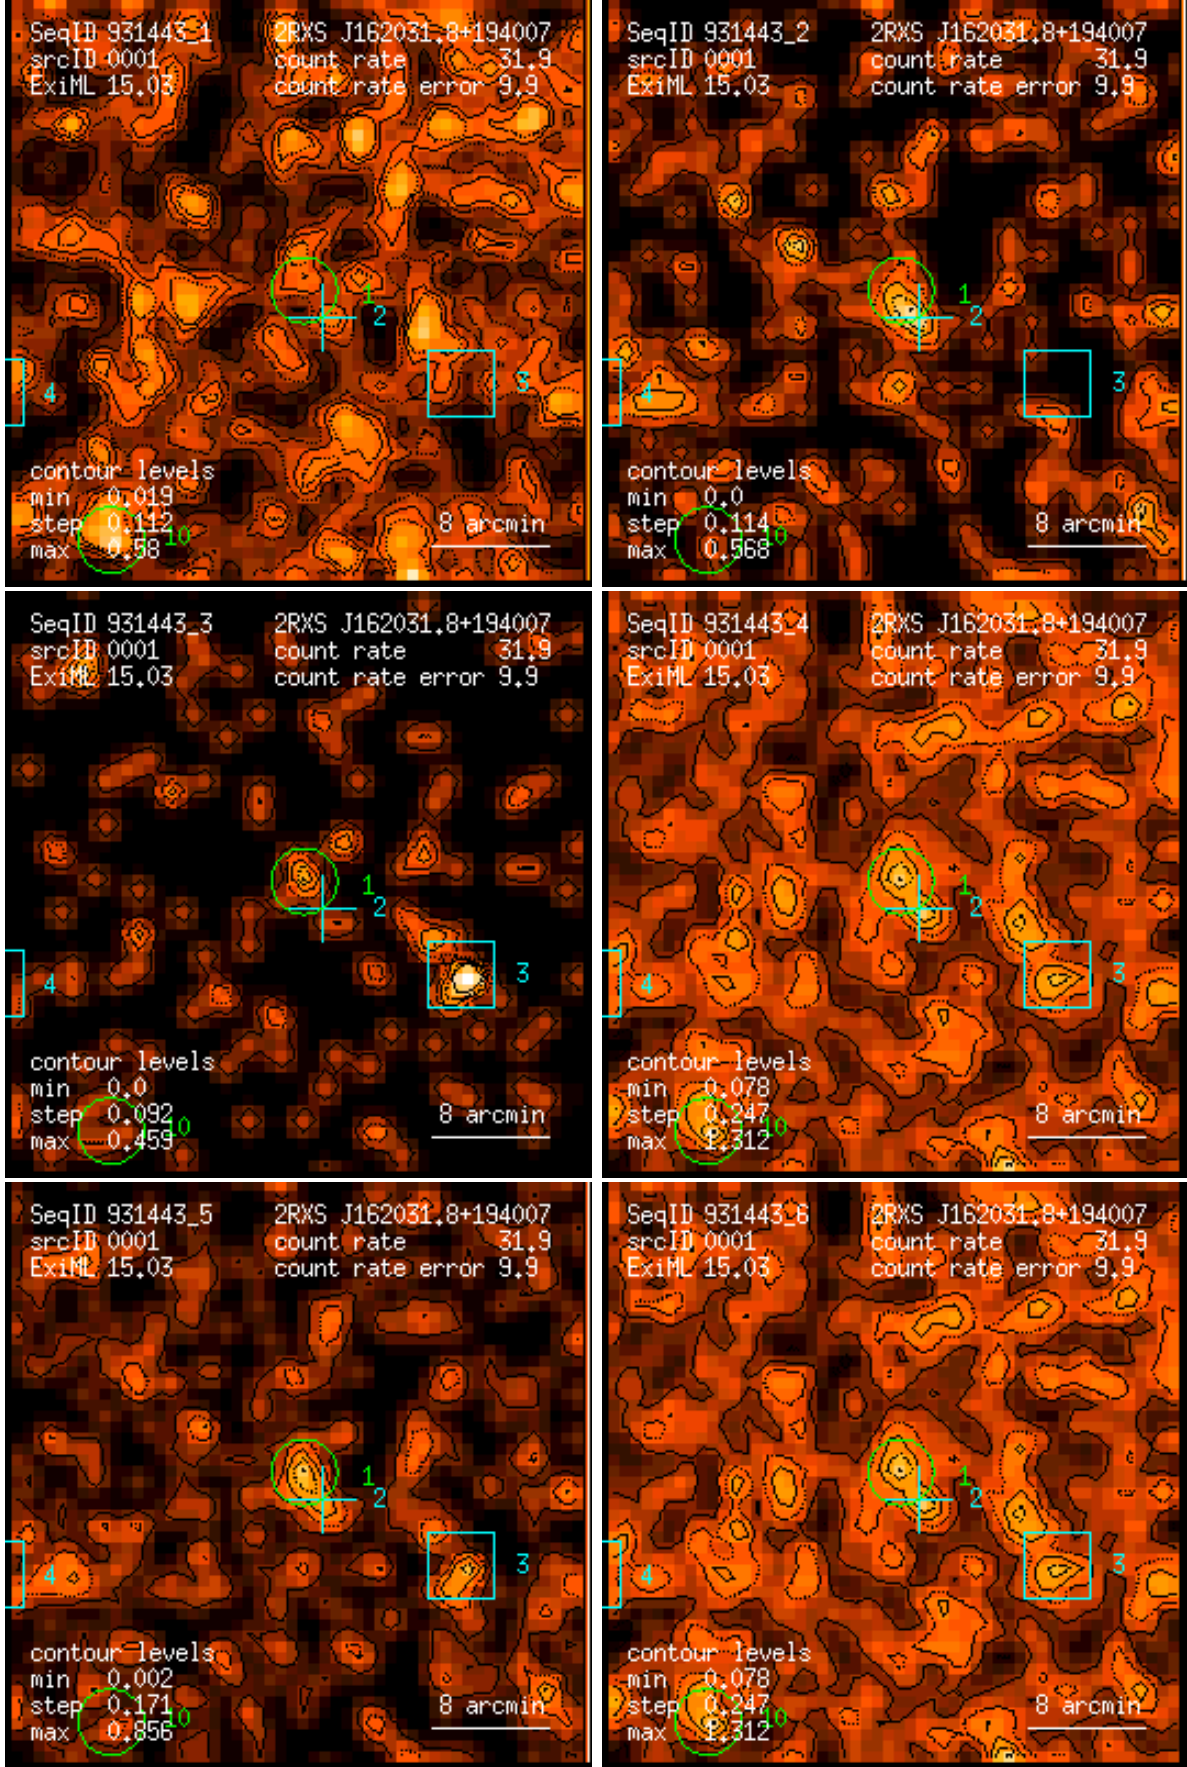 SeqID 931443_1 2RXS J162031.8+194007
srcID 0001 count rate 31.9
ExiML 15.03 count rate error 9.9
1
2
3
4
contour levels
min 0.019
step 0.112 8 arcmin
max 0.58 10
SeqID 931443_2 2RXS J162031.8+194007
srcID 0001 count rate 31.9
ExiML 15.03 count rate error 9.9
1
2
3
4
contour levels
min 0.0
step 0.114 8 arcmin
max 0.568 10
SeqID 931443_3 2RXS J162031.8+194007
srcID 0001 count rate 31.9
ExiML 15.03 count rate error 9.9
1
2
3
4
contour levels
min 0.0
step 0.092 8 arcmin
max 0.459 10
SeqID 931443_4 2RXS J162031.8+194007
srcID 0001 count rate 31.9
ExiML 15.03 count rate error 9.9
1
2
3
4
contour levels
min 0.078
step 0.247 8 arcmin
max 1.312 10
SeqID 931443_5 2RXS J162031.8+194007
srcID 0001 count rate 31.9
ExiML 15.03 count rate error 9.9
1
2
3
4
contour levels
min 0.002
step 0.171 8 arcmin
max 0.856 10
SeqID 931443_6 2RXS J162031.8+194007
srcID 0001 count rate 31.9
ExiML 15.03 count rate error 9.9
1
2
3
4
contour levels
min 0.078
step 0.247 8 arcmin
max 1.312 10